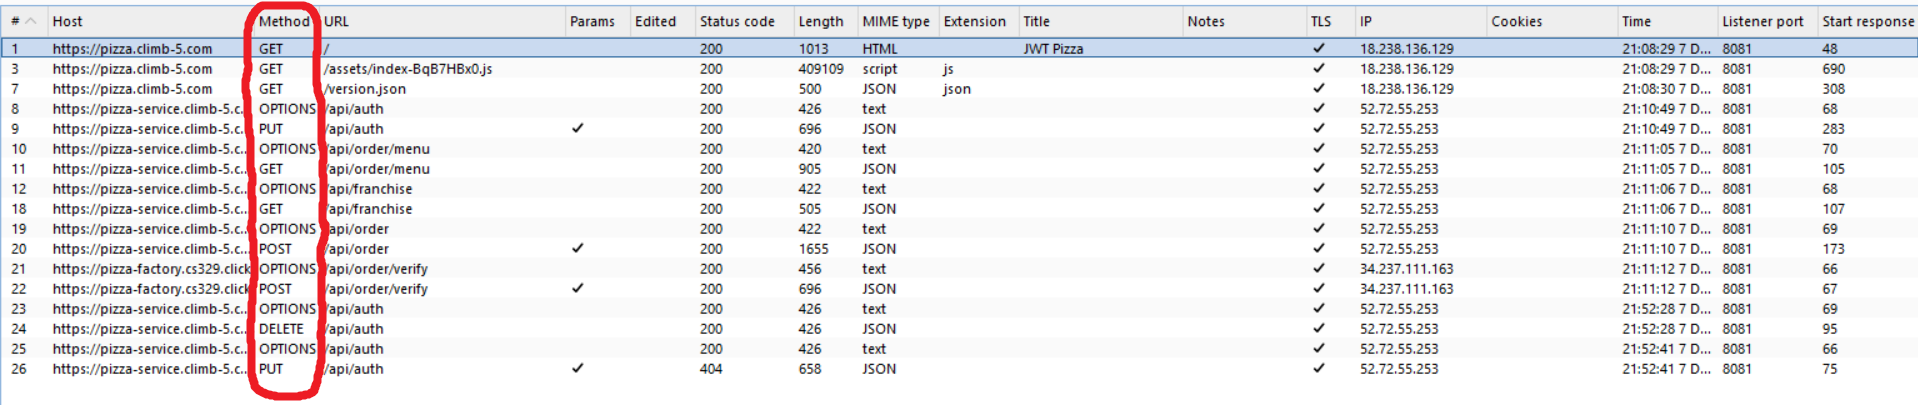 # Host Method URL Params Edited Status code Length MIME type Extension Title Notes TLS IP Cookies Time Listener port Start response
1 https://pizza.climb-5.com GET / 200 1013 HTML JWT Pizza ✓ 18.238.136.129 21:08:29 7 D... 8081 48
3 https://pizza.climb-5.com GET /assets/index-BqB7HBx0.js 200 409109 script js ✓ 18.238.136.129 21:08:29 7 D... 8081 690
7 https://pizza.climb-5.com GET /version.json 200 500 JSON json ✓ 18.238.136.129 21:08:30 7 D... 8081 308
8 https://pizza-service.climb-5.c... OPTIONS /api/auth 200 426 text ✓ 52.72.55.253 21:10:49 7 D... 8081 68
9 https://pizza-service.climb-5.c... PUT /api/auth ✓ 200 696 JSON ✓ 52.72.55.253 21:10:49 7 D... 8081 283
10 https://pizza-service.climb-5.c... OPTIONS /api/order/menu 200 420 text ✓ 52.72.55.253 21:11:05 7 D... 8081 70
11 https://pizza-service.climb-5.c... GET /api/order/menu 200 905 JSON ✓ 52.72.55.253 21:11:05 7 D... 8081 105
12 https://pizza-service.climb-5.c... OPTIONS /api/franchise 200 422 text ✓ 52.72.55.253 21:11:06 7 D... 8081 68
18 https://pizza-service.climb-5.c... GET /api/franchise 200 505 JSON ✓ 52.72.55.253 21:11:06 7 D... 8081 107
19 https://pizza-service.climb-5.c... OPTIONS /api/order 200 422 text ✓ 52.72.55.253 21:11:10 7 D... 8081 69
20 https://pizza-service.climb-5.c... POST /api/order ✓ 200 1655 JSON ✓ 52.72.55.253 21:11:10 7 D... 8081 173
21 https://pizza-factory.cs329.click OPTIONS /api/order/verify 200 456 text ✓ 34.237.111.163 21:11:12 7 D... 8081 66
22 https://pizza-factory.cs329.click POST /api/order/verify ✓ 200 696 JSON ✓ 34.237.111.163 21:11:12 7 D... 8081 67
23 https://pizza-service.climb-5.c... OPTIONS /api/auth 200 426 text ✓ 52.72.55.253 21:52:28 7 D... 8081 69
24 https://pizza-service.climb-5.c... DELETE /api/auth 200 426 JSON ✓ 52.72.55.253 21:52:28 7 D... 8081 95
25 https://pizza-service.climb-5.c... OPTIONS /api/auth 200 426 text ✓ 52.72.55.253 21:52:41 7 D... 8081 66
26 https://pizza-service.climb-5.c... PUT /api/auth ✓ 404 658 JSON ✓ 52.72.55.253 21:52:41 7 D... 8081 75